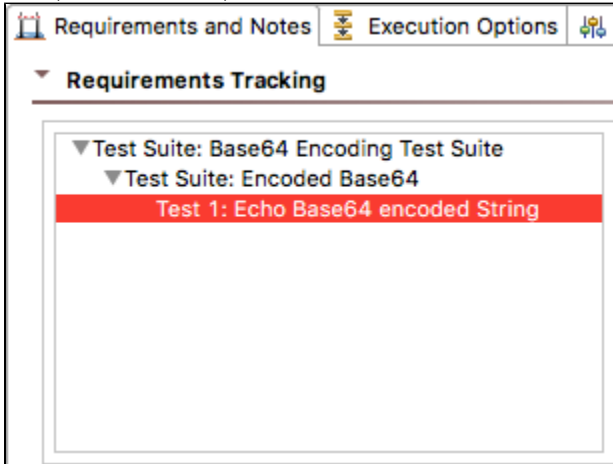 Requirements and Notes Execution Options
Requirements Tracking
Test Suite: Base64 Encoding Test Suite
Test Suite: Encoded Base64
Test 1: Echo Base64 encoded String